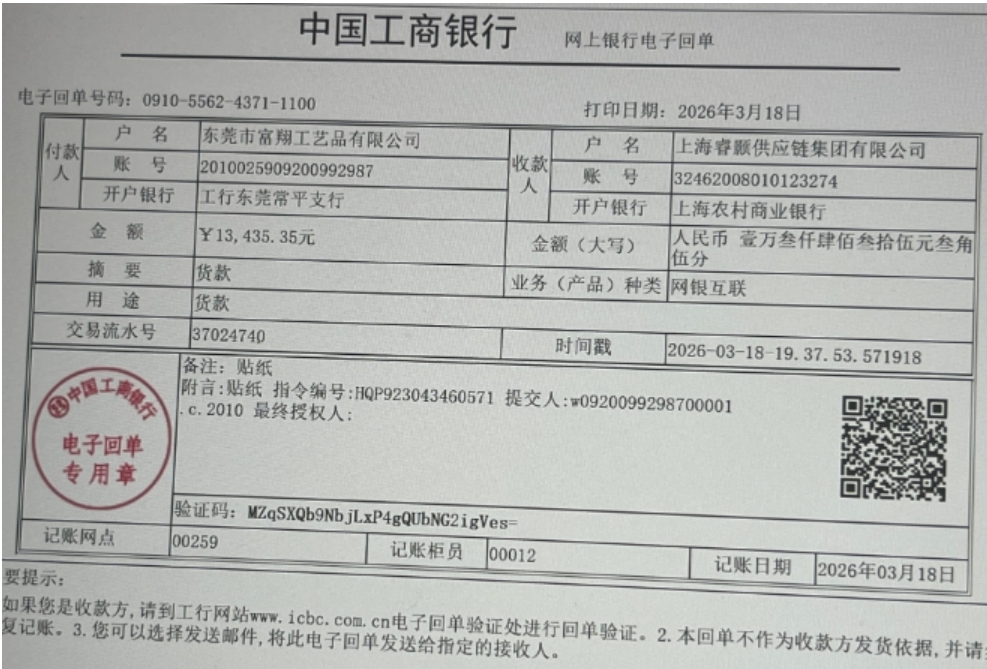 中国工商银行 网上银行电子回单
电子回单号码：0910-5562-4371-1100 打印日期：2026年3月18日
付款人 户 名 东莞市富翔工艺品有限公司 收款人 户 名 上海睿颢供应链集团有限公司
账 号 2010025909200992987 账 号 32462008010123274
开户银行 工行东莞常平支行 开户银行 上海农村商业银行
金 额 ￥13,435.35元 金额（大写） 人民币 壹万叁仟肆佰叁拾伍元叁角
伍分
摘 要 货款 业务（产品）种类 网银互联
用 途 货款
交易流水号 37024740 时间戳 2026-03-18-19.37.53.571918
备注：贴纸
附言:贴纸 指令编号:HQP923043460571 提交人:w0920099298700001
.c.2010 最终授权人:
中国工商银行
电子回单
专用章
验证码：MZqSXQb9NbjLxP4gQUbNG2igVes=
记账网点 00259 记账柜员 00012 记账日期 2026年03月18日
要提示：
如果您是收款方,请到工行网站www.icbc.com.cn电子回单验证处进行回单验证。2.本回单不作为收款方发货依据,并请
复记账。3.您可以选择发送邮件,将此电子回单发送给指定的接收人。